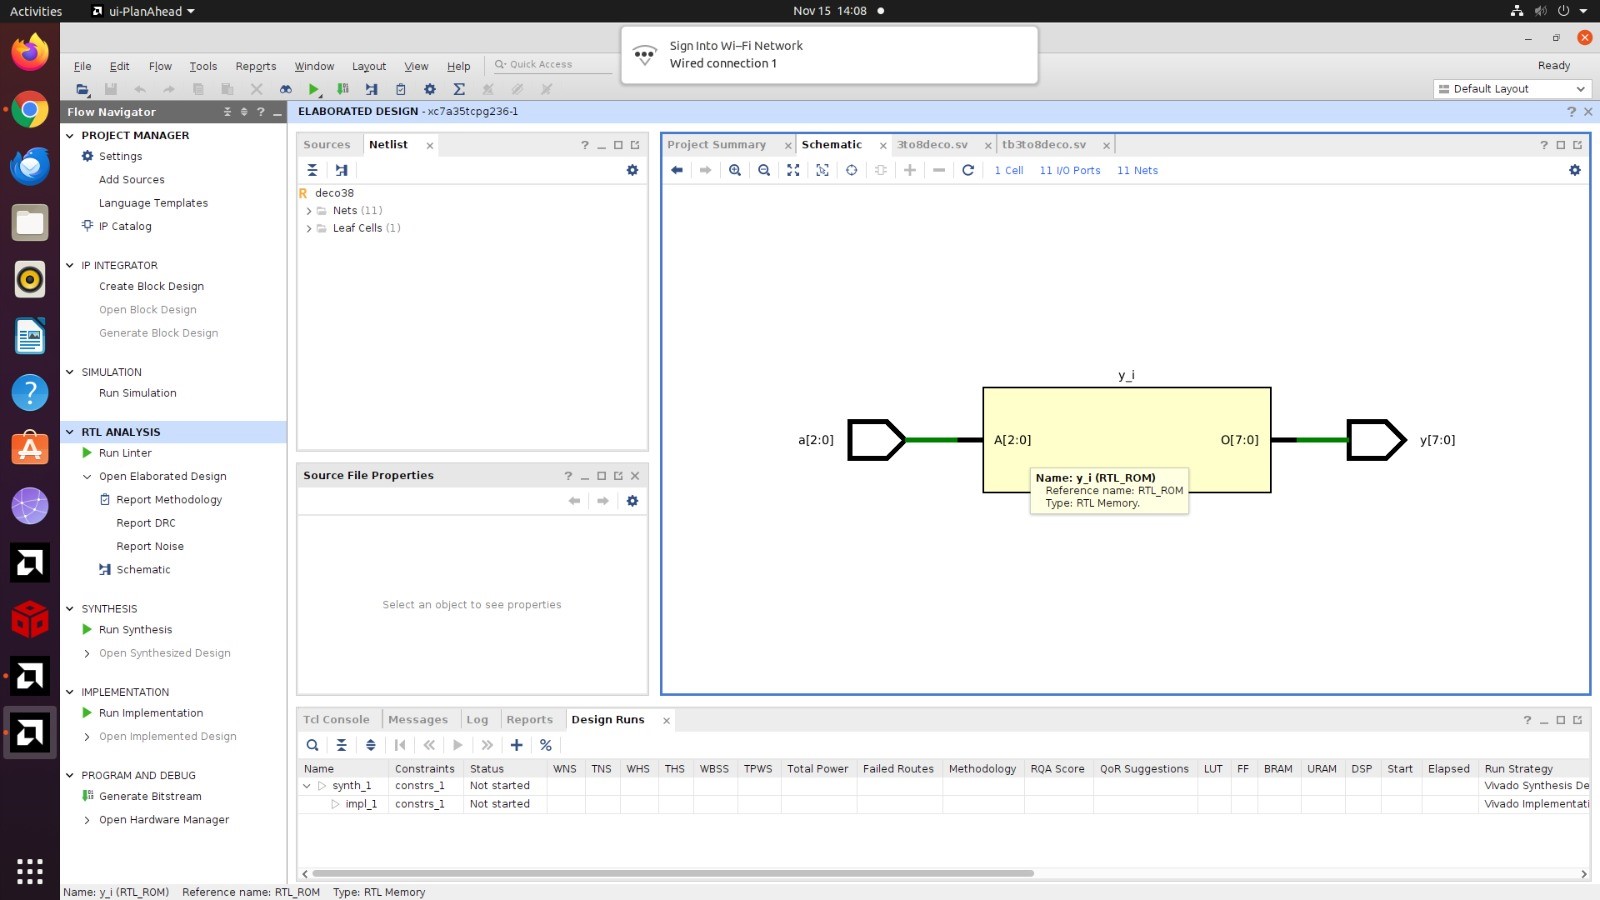 Activities
ui-PlanAhead
Nov 15 14:08
Sign Into Wi-Fi Network
Wired connection 1
File Edit Flow Tools Reports Window Layout View Help
Quick Access
Ready
Default Layout
Flow Navigator
ELABORATED DESIGN - xc7a35tcpg236-1
PROJECT MANAGER
Settings
Add Sources
Language Templates
IP Catalog
IP INTEGRATOR
Create Block Design
Open Block Design
Generate Block Design
SIMULATION
Run Simulation
RTL ANALYSIS
Run Linter
Open Elaborated Design
Report Methodology
Report DRC
Report Noise
Schematic
SYNTHESIS
Run Synthesis
Open Synthesized Design
IMPLEMENTATION
Run Implementation
Open Implemented Design
PROGRAM AND DEBUG
Generate Bitstream
Open Hardware Manager
Sources Netlist
R deco38
Nets (11)
Leaf Cells (1)
Source File Properties
Select an object to see properties
Project Summary Schematic 3to8deco.sv tb3to8deco.sv
1 Cell 11 I/O Ports 11 Nets
y_i
a[2:0] A[2:0] O[7:0] y[7:0]
Name: y_i (RTL_ROM)
Reference name: RTL_ROM
Type: RTL Memory.
Tcl Console Messages Log Reports Design Runs
Name Constraints Status WNS TNS WHS THS WBSS TPWS Total Power Failed Routes Methodology RQA Score QoR Suggestions LUT FF BRAM URAM DSP Start Elapsed Run Strategy
synth_1 constrs_1 Not started Vivado Synthesis De
impl_1 constrs_1 Not started Vivado Implementati
Name: y_i (RTL_ROM) Reference name: RTL_ROM Type: RTL Memory